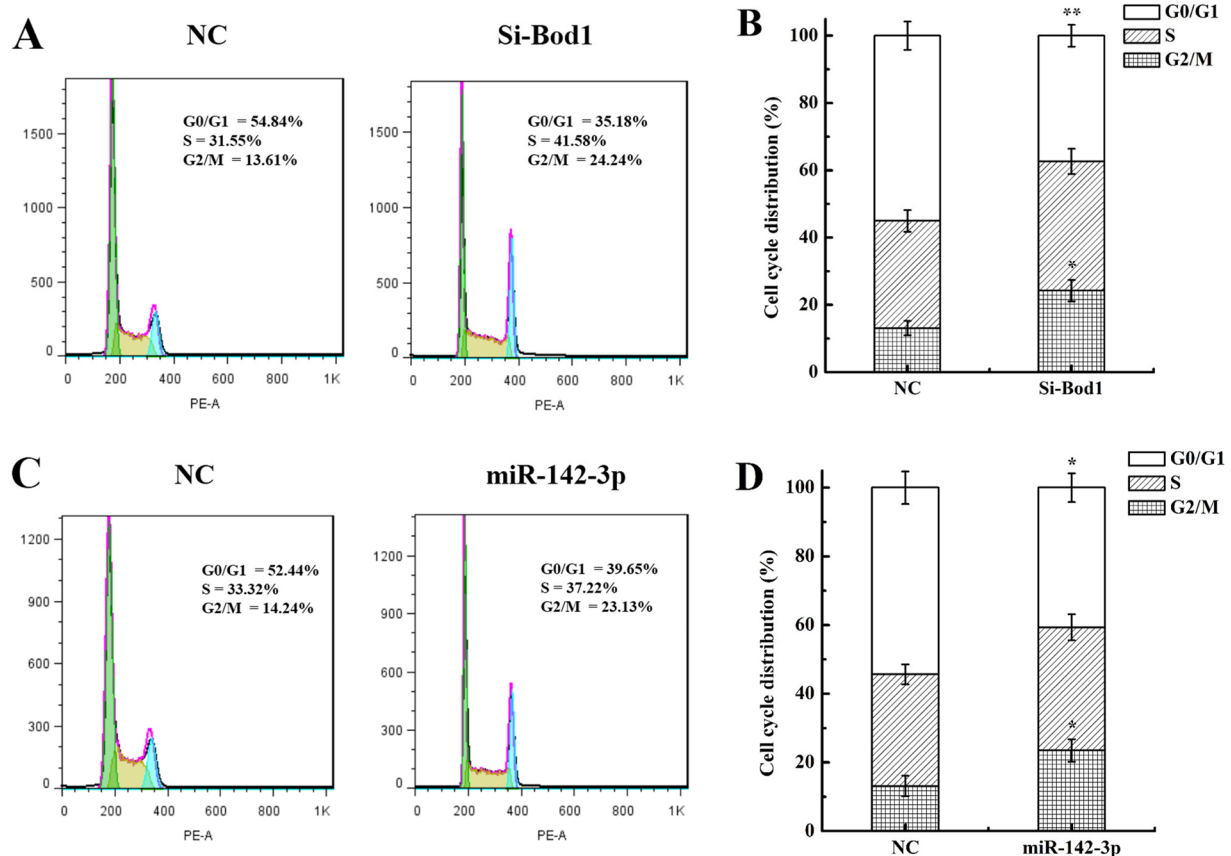 A
NC
Si-Bod1
1500
1000
500
0
G0/G1 = 54.84%
S = 31.55%
G2/M = 13.61%
0 200 400 600 800 1K
PE-A
1500
1000
500
0
G0/G1 = 35.18%
S = 41.58%
G2/M = 24.24%
0 200 400 600 800 1K
PE-A
B
G0/G1
S
G2/M
Cell cycle distribution (%)
100
80
60
40
20
0
**
*
NC Si-Bod1
C
NC
miR-142-3p
1200
900
600
300
0
G0/G1 = 52.44%
S = 33.32%
G2/M = 14.24%
0 200 400 600 800 1K
PE-A
1200
900
600
300
0
G0/G1 = 39.65%
S = 37.22%
G2/M = 23.13%
0 200 400 600 800 1K
PE-A
D
G0/G1
S
G2/M
Cell cycle distribution (%)
100
80
60
40
20
0
*
*
NC miR-142-3p